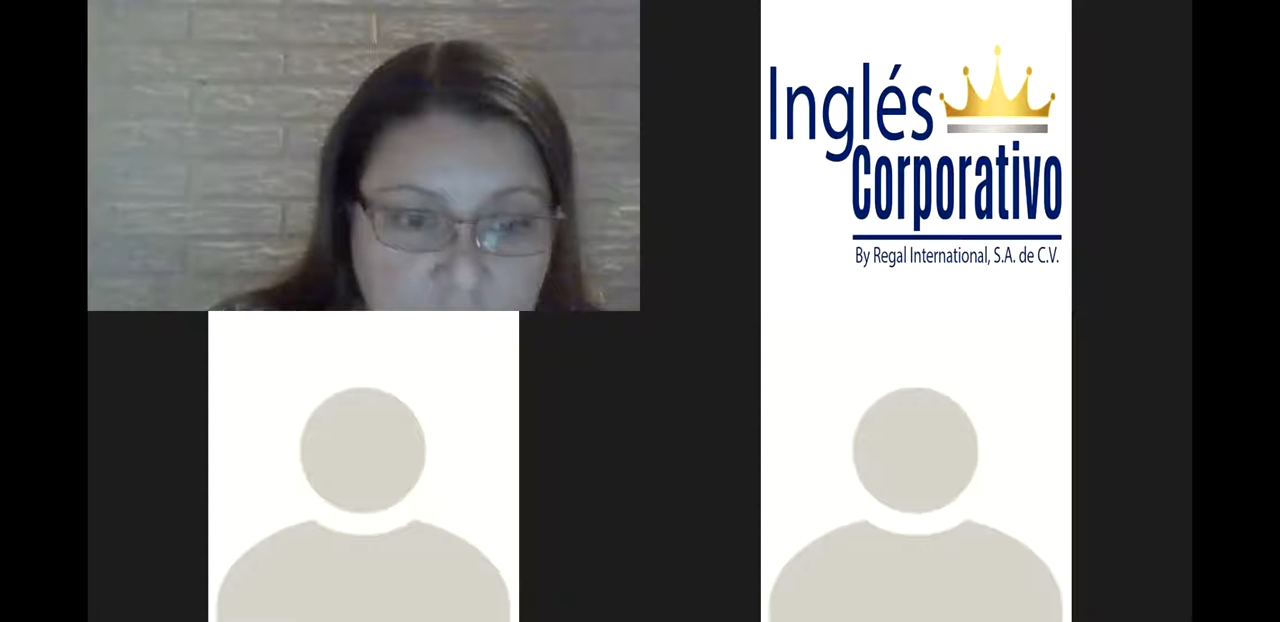 Inglés
Corporativo
By Regal International, S.A. de C.V.